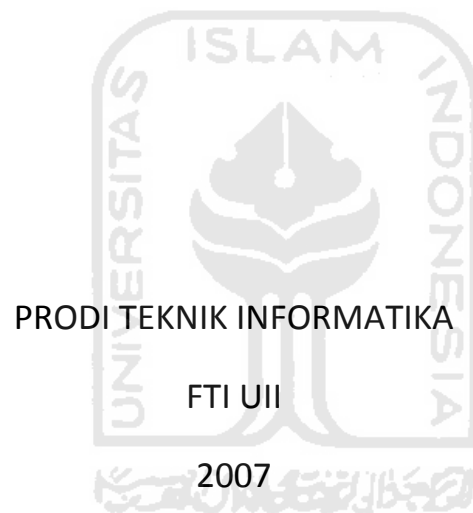 ISLAM
UNIVERSITAS
INDONESIA
PRODI TEKNIK INFORMATIKA
FTI UII
2007